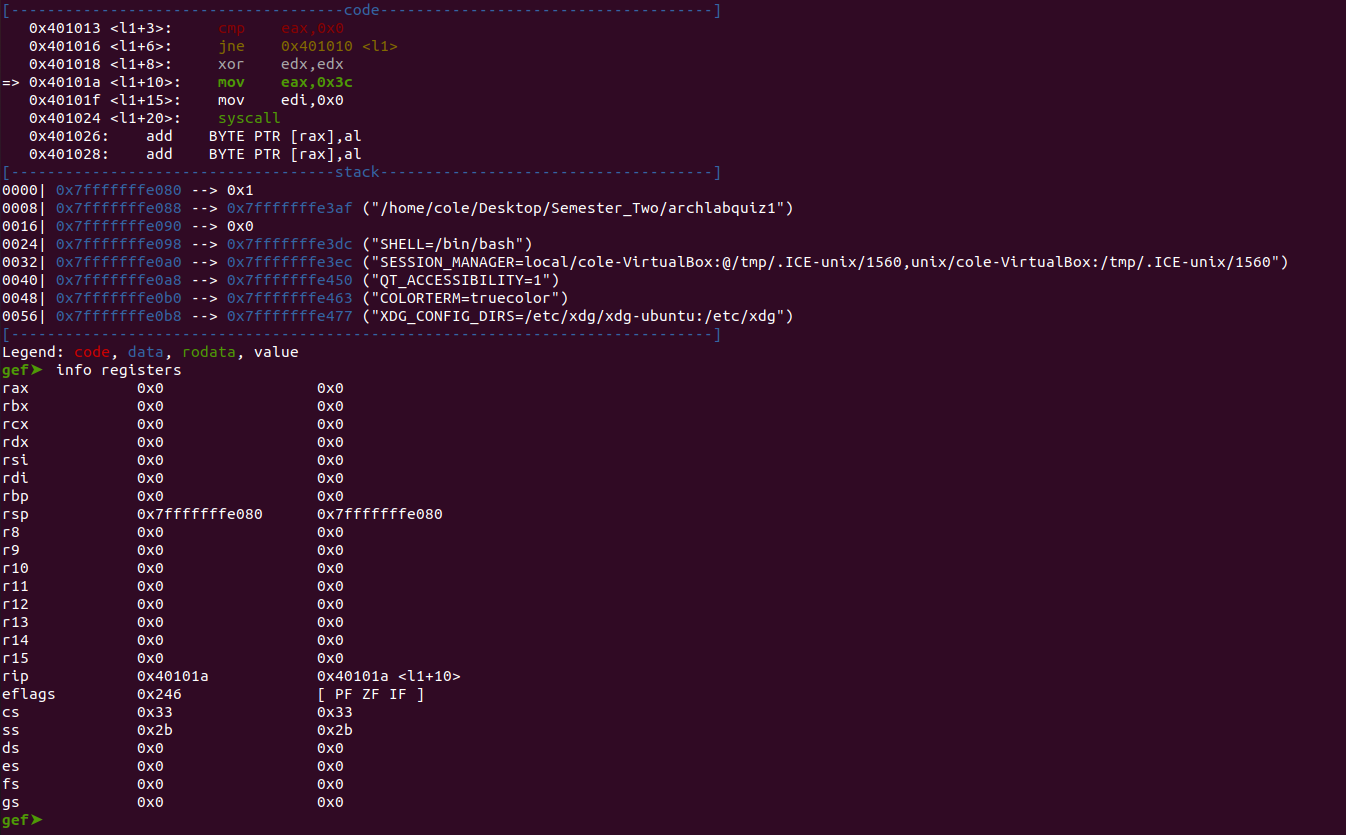 [-------------------------------------code-------------------------------------]
   0x401013 <l1+3>:     cmp    eax,0x0
   0x401016 <l1+6>:     jne    0x401010 <l1>
   0x401018 <l1+8>:     xor    edx,edx
=> 0x40101a <l1+10>:    mov    eax,0x3c
   0x40101f <l1+15>:    mov    edi,0x0
   0x401024 <l1+20>:    syscall
   0x401026:    add    BYTE PTR [rax],al
   0x401028:    add    BYTE PTR [rax],al
[------------------------------------stack-------------------------------------]
0000| 0x7fffffffe080 --> 0x1
0008| 0x7fffffffe088 --> 0x7fffffffe3af ("/home/cole/Desktop/Semester_Two/archlabquiz1")
0016| 0x7fffffffe090 --> 0x0
0024| 0x7fffffffe098 --> 0x7fffffffe3dc ("SHELL=/bin/bash")
0032| 0x7fffffffe0a0 --> 0x7fffffffe3ec ("SESSION_MANAGER=local/cole-VirtualBox:@/tmp/.ICE-unix/1560,unix/cole-VirtualBox:/tmp/.ICE-unix/1560")
0040| 0x7fffffffe0a8 --> 0x7fffffffe450 ("QT_ACCESSIBILITY=1")
0048| 0x7fffffffe0b0 --> 0x7fffffffe463 ("COLORTERM=truecolor")
0056| 0x7fffffffe0b8 --> 0x7fffffffe477 ("XDG_CONFIG_DIRS=/etc/xdg/xdg-ubuntu:/etc/xdg")
[------------------------------------------------------------------------------]
Legend: code, data, rodata, value
gef➤  info registers
rax            0x0                 0x0
rbx            0x0                 0x0
rcx            0x0                 0x0
rdx            0x0                 0x0
rsi            0x0                 0x0
rdi            0x0                 0x0
rbp            0x0                 0x0
rsp            0x7fffffffe080      0x7fffffffe080
r8             0x0                 0x0
r9             0x0                 0x0
r10            0x0                 0x0
r11            0x0                 0x0
r12            0x0                 0x0
r13            0x0                 0x0
r14            0x0                 0x0
r15            0x0                 0x0
rip            0x40101a            0x40101a <l1+10>
eflags         0x246               [ PF ZF IF ]
cs             0x33                0x33
ss             0x2b                0x2b
ds             0x0                 0x0
es             0x0                 0x0
fs             0x0                 0x0
gs             0x0                 0x0
gef➤